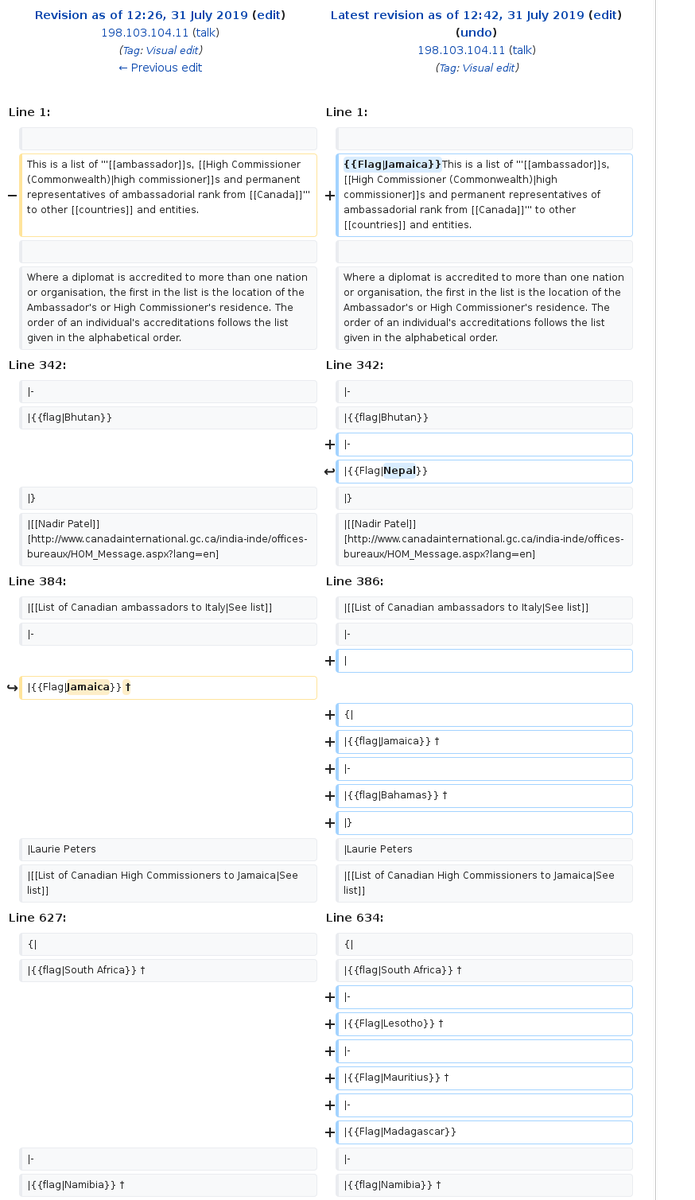 Revision as of 12:26, 31 July 2019 (edit)
198.103.104.11 (talk)
(Tag: Visual edit)
← Previous edit
Latest revision as of 12:42, 31 July 2019 (edit)
(undo)
198.103.104.11 (talk)
(Tag: Visual edit)
Line 1:
Line 1:
− This is a list of '''[[ambassador]]s, [[High Commissioner
(Commonwealth)|high commissioner]]s and permanent
representatives of ambassadorial rank from [[Canada]]'''
to other [[countries]] and entities.
+ {{Flag|Jamaica}}This is a list of '''[[ambassador]]s,
[[High Commissioner (Commonwealth)|high
commissioner]]s and permanent representatives of
ambassadorial rank from [[Canada]]''' to other
[[countries]] and entities.
Where a diplomat is accredited to more than one nation
or organisation, the first in the list is the location of the
Ambassador's or High Commissioner's residence. The
order of an individual's accreditations follows the list
given in the alphabetical order.
Where a diplomat is accredited to more than one nation
or organisation, the first in the list is the location of the
Ambassador's or High Commissioner's residence. The
order of an individual's accreditations follows the list
given in the alphabetical order.
Line 342:
Line 342:
|-
|-
|{{flag|Bhutan}}
|{{flag|Bhutan}}
+ |-
↩ |{{Flag|Nepal}}
|}
|}
|[[Nadir Patel]]
[http://www.canadainternational.gc.ca/india-inde/offices-
bureaux/HOM_Message.aspx?lang=en]
|[[Nadir Patel]]
[http://www.canadainternational.gc.ca/india-inde/offices-
bureaux/HOM_Message.aspx?lang=en]
Line 384:
Line 386:
|[[List of Canadian ambassadors to Italy|See list]]
|[[List of Canadian ambassadors to Italy|See list]]
|-
|-
+ |
↪ |{{Flag|Jamaica}} †
+ {|
+ |{{flag|Jamaica}} †
+ |-
+ |{{flag|Bahamas}} †
+ |}
|Laurie Peters
|Laurie Peters
|[[List of Canadian High Commissioners to Jamaica|See
list]]
|[[List of Canadian High Commissioners to Jamaica|See
list]]
Line 627:
Line 634:
{|
{|
|{{flag|South Africa}} †
|{{flag|South Africa}} †
+ |-
+ |{{Flag|Lesotho}} †
+ |-
+ |{{Flag|Mauritius}} †
+ |-
+ |{{Flag|Madagascar}}
|-
|-
|{{flag|Namibia}} †
|{{flag|Namibia}} †